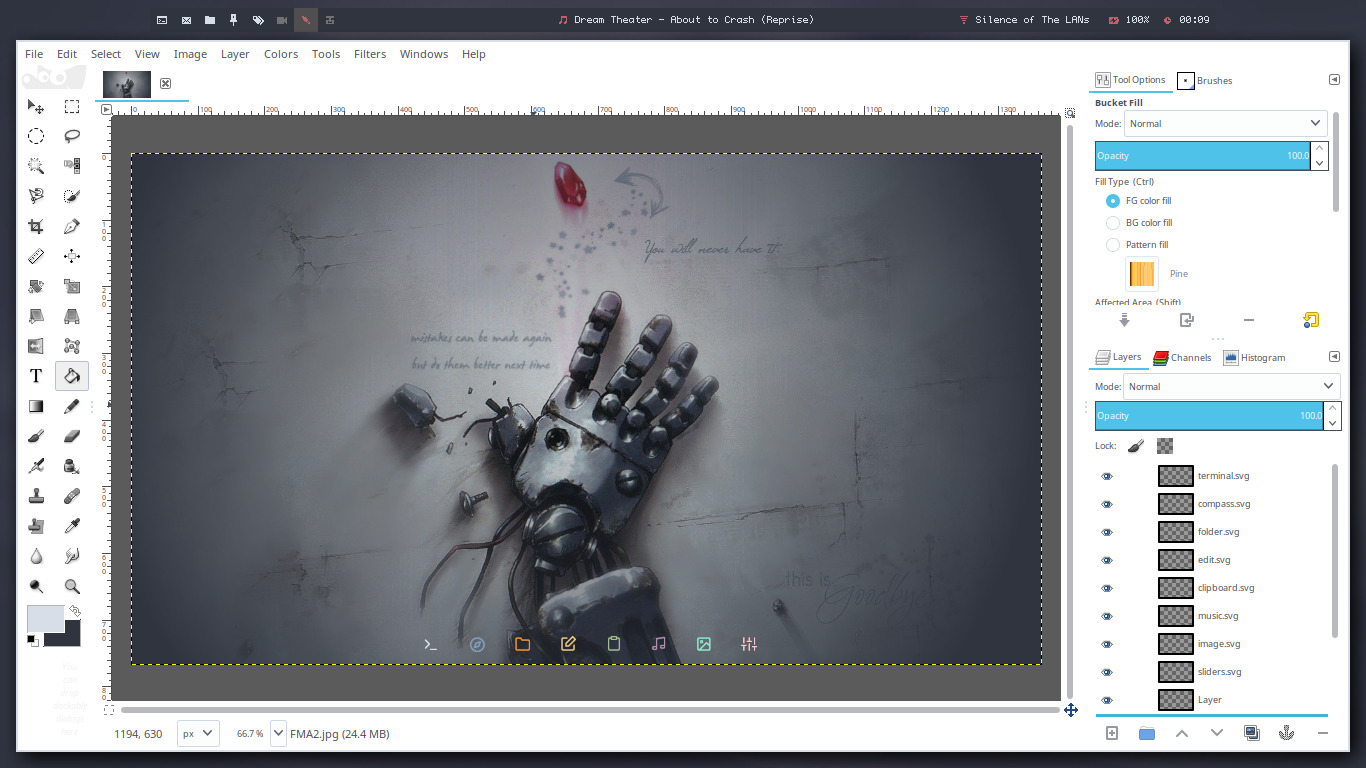 Dream Theater - About to Crash (Reprise)
Silence of The LANs
100%
00:09
File Edit Select View Image Layer Colors Tools Filters Windows Help
Tool Options
Brushes
0 100 200 300 400 500 600 700 800 900 1000 1100 1200 1300
Bucket Fill
Mode: Normal
Opacity 100.0
Fill Type (Ctrl)
FG color fill
BG color fill
Pattern fill
Pine
Affected Area (Shift)
You will never have it.
mistakes can be made again
but do them better next time
this is
Layers
Channels
Histogram
Mode: Normal
Opacity 100.0
Lock:
terminal.svg
compass.svg
folder.svg
edit.svg
clipboard.svg
music.svg
image.svg
sliders.svg
Layer
You
can
drop
dockable
dialogs
here
1194, 630
px
66.7 %
FMA2.jpg (24.4 MB)